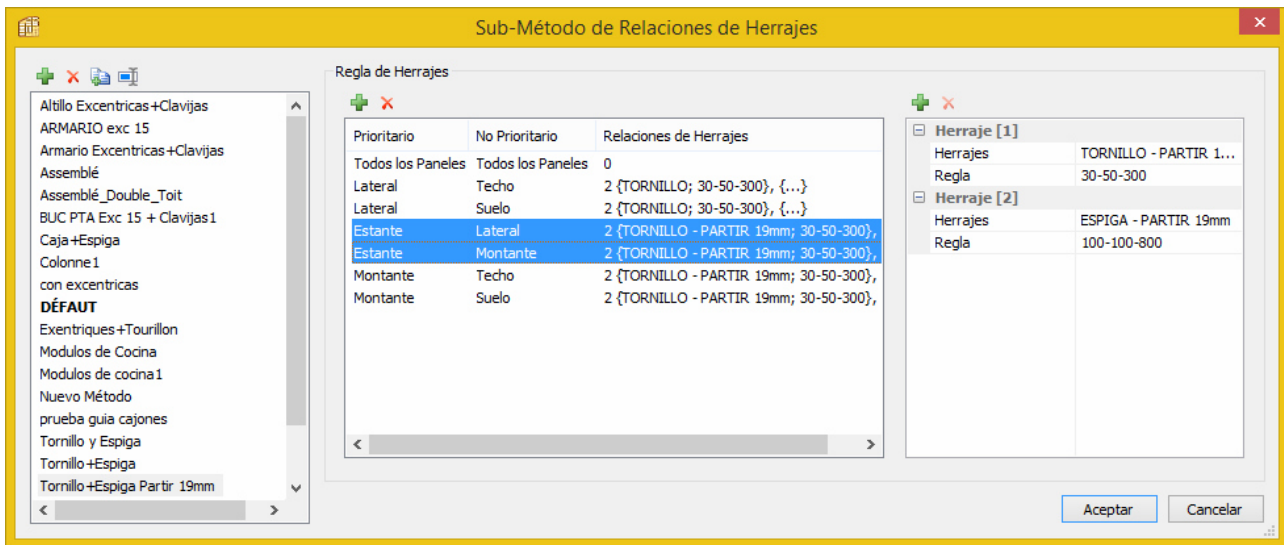 Sub-Método de Relaciones de Herrajes
Altillo Excentricas+Clavijas
ARMARIO exc 15
Armario Excentricas+Clavijas
Assemblé
Assemblé_Double_Toit
BUC PTA Exc 15 + Clavijas1
Caja+Espiga
Colonne1
con excentricas
DÉFAUT
Exentriques+Tourillon
Modulos de Cocina
Modulos de cocina1
Nuevo Método
prueba guia cajones
Tornillo y Espiga
Tornillo+Espiga
Tornillo+Espiga Partir 19mm
Regla de Herrajes
Prioritario No Prioritario Relaciones de Herrajes
Todos los Paneles Todos los Paneles 0
Lateral Techo 2 {TORNILLO; 30-50-300}, {...}
Lateral Suelo 2 {TORNILLO; 30-50-300}, {...}
Estante Lateral 2 {TORNILLO - PARTIR 19mm; 30-50-300},
Estante Montante 2 {TORNILLO - PARTIR 19mm; 30-50-300},
Montante Techo 2 {TORNILLO - PARTIR 19mm; 30-50-300},
Montante Suelo 2 {TORNILLO - PARTIR 19mm; 30-50-300},
Herraje [1]
Herrajes TORNILLO - PARTIR 1...
Regla 30-50-300
Herraje [2]
Herrajes ESPIGA - PARTIR 19mm
Regla 100-100-800
Aceptar Cancelar